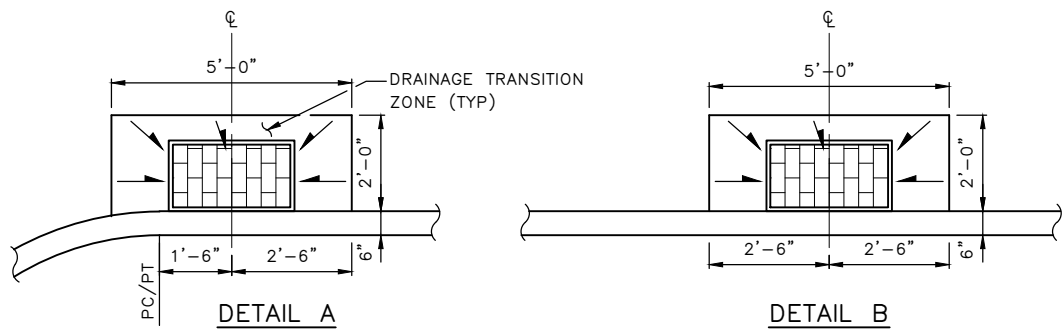 ℄
5'-0"
DRAINAGE TRANSITION
ZONE (TYP)
2'-0"
1'-6"
2'-6"
6"
PC/PT
DETAIL A
℄
5'-0"
2'-0"
2'-6"
2'-6"
6"
DETAIL B